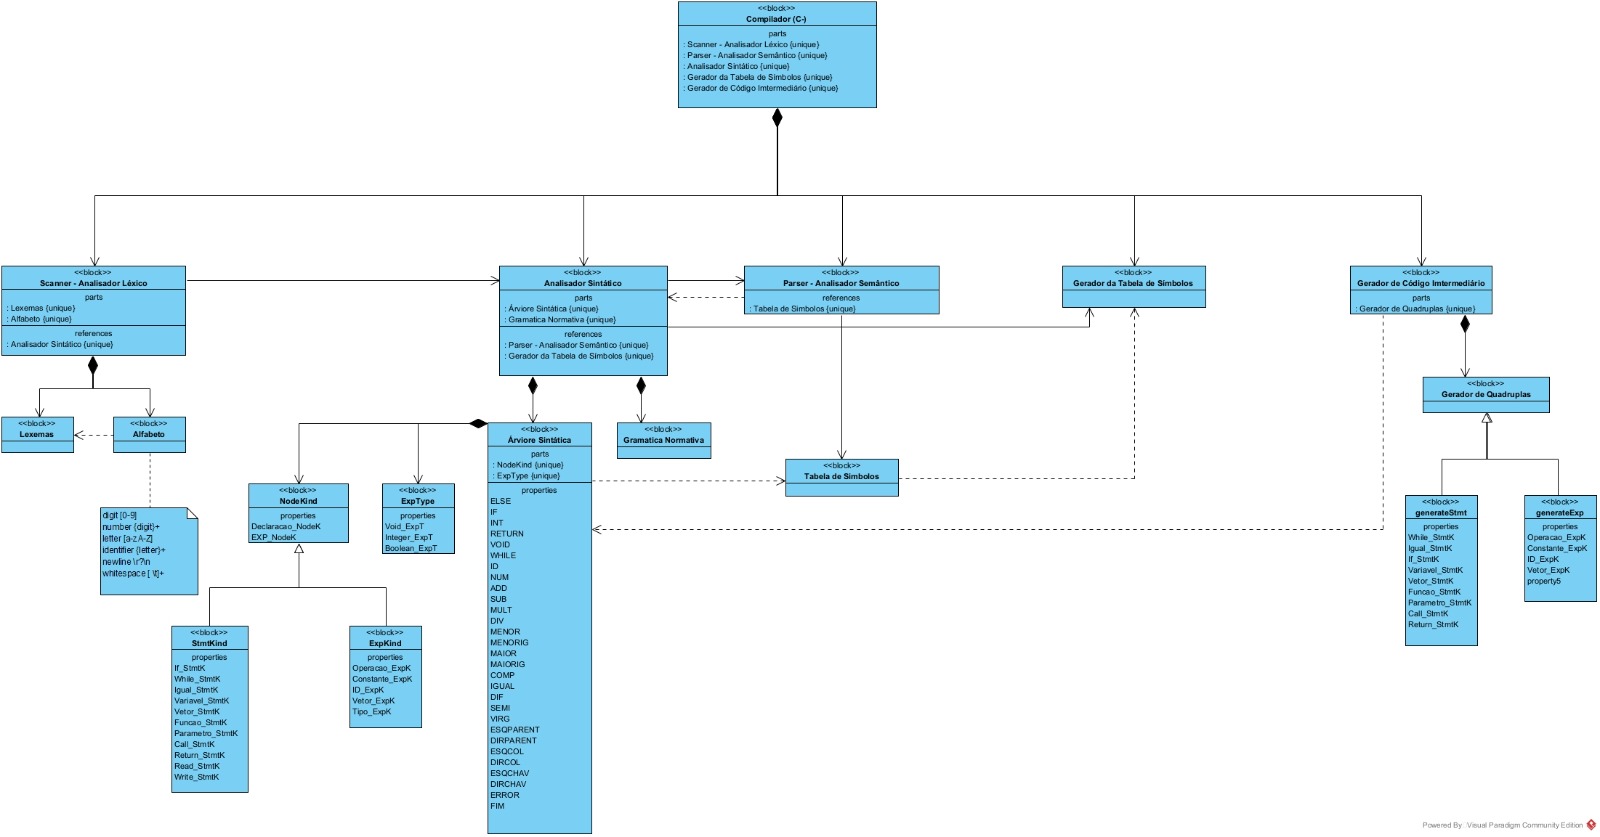 <<block>>
Compilador (C-)
parts
: Scanner - Analisador Léxico {unique}
: Parser - Analisador Semântico {unique}
: Analisador Sintático {unique}
: Gerador da Tabela de Símbolos {unique}
: Gerador de Código Imtermediário {unique}
<<block>>
Scanner - Analisador Léxico
parts
: Lexemas {unique}
: Alfabeto {unique}
references
: Analisador Sintático {unique}
<<block>>
Analisador Sintático
parts
: Árviore Sintática {unique}
: Gramatica Normativa {unique}
references
: Parser - Analisador Semântico {unique}
: Gerador da Tabela de Símbolos {unique}
<<block>>
Parser - Analisador Semântico
references
: Tabela de Símbolos {unique}
<<block>>
Gerador da Tabela de Símbolos
<<block>>
Gerador de Código Imtermediário
parts
: Gerador de Quadruplas {unique}
<<block>>
Lexemas
<<block>>
Alfabeto
<<block>>
Árviore Sintática
parts
: NodeKind {unique}
: ExpType {unique}
properties
ELSE
IF
INT
RETURN
VOID
WHILE
ID
NUM
ADD
SUB
MULT
DIV
MENOR
MENORIG
MAIOR
MAIORIG
COMP
IGUAL
DIF
SEMI
VIRG
ESQPARENT
DIRPARENT
ESQCOL
DIRCOL
ESQCHAV
DIRCHAV
ERROR
FIM
<<block>>
Gramatica Normativa
<<block>>
Gerador de Quadruplas
<<block>>
Tabela de Símbolos
<<block>>
NodeKind
properties
Declaracao_NodeK
EXP_NodeK
<<block>>
ExpType
properties
Void_ExpT
Integer_ExpT
Boolean_ExpT
digit [0-9]
number {digit}+
letter [a-zA-Z]
identifier {letter}+
newline \r?\n
whitespace [ \t]+
<<block>>
generateStmt
properties
While_StmtK
Igual_StmtK
If_StmtK
Variavel_StmtK
Vetor_StmtK
Funcao_StmtK
Parametro_StmtK
Call_StmtK
Return_StmtK
<<block>>
generateExp
properties
Operacao_ExpK
Constante_ExpK
ID_ExpK
Vetor_ExpK
property5
<<block>>
StmtKind
properties
If_StmtK
While_StmtK
Igual_StmtK
Variavel_StmtK
Vetor_StmtK
Funcao_StmtK
Parametro_StmtK
Call_StmtK
Return_StmtK
Read_StmtK
Write_StmtK
<<block>>
ExpKind
properties
Operacao_ExpK
Constante_ExpK
ID_ExpK
Vetor_ExpK
Tipo_ExpK
Powered By Visual Paradigm Community Edition